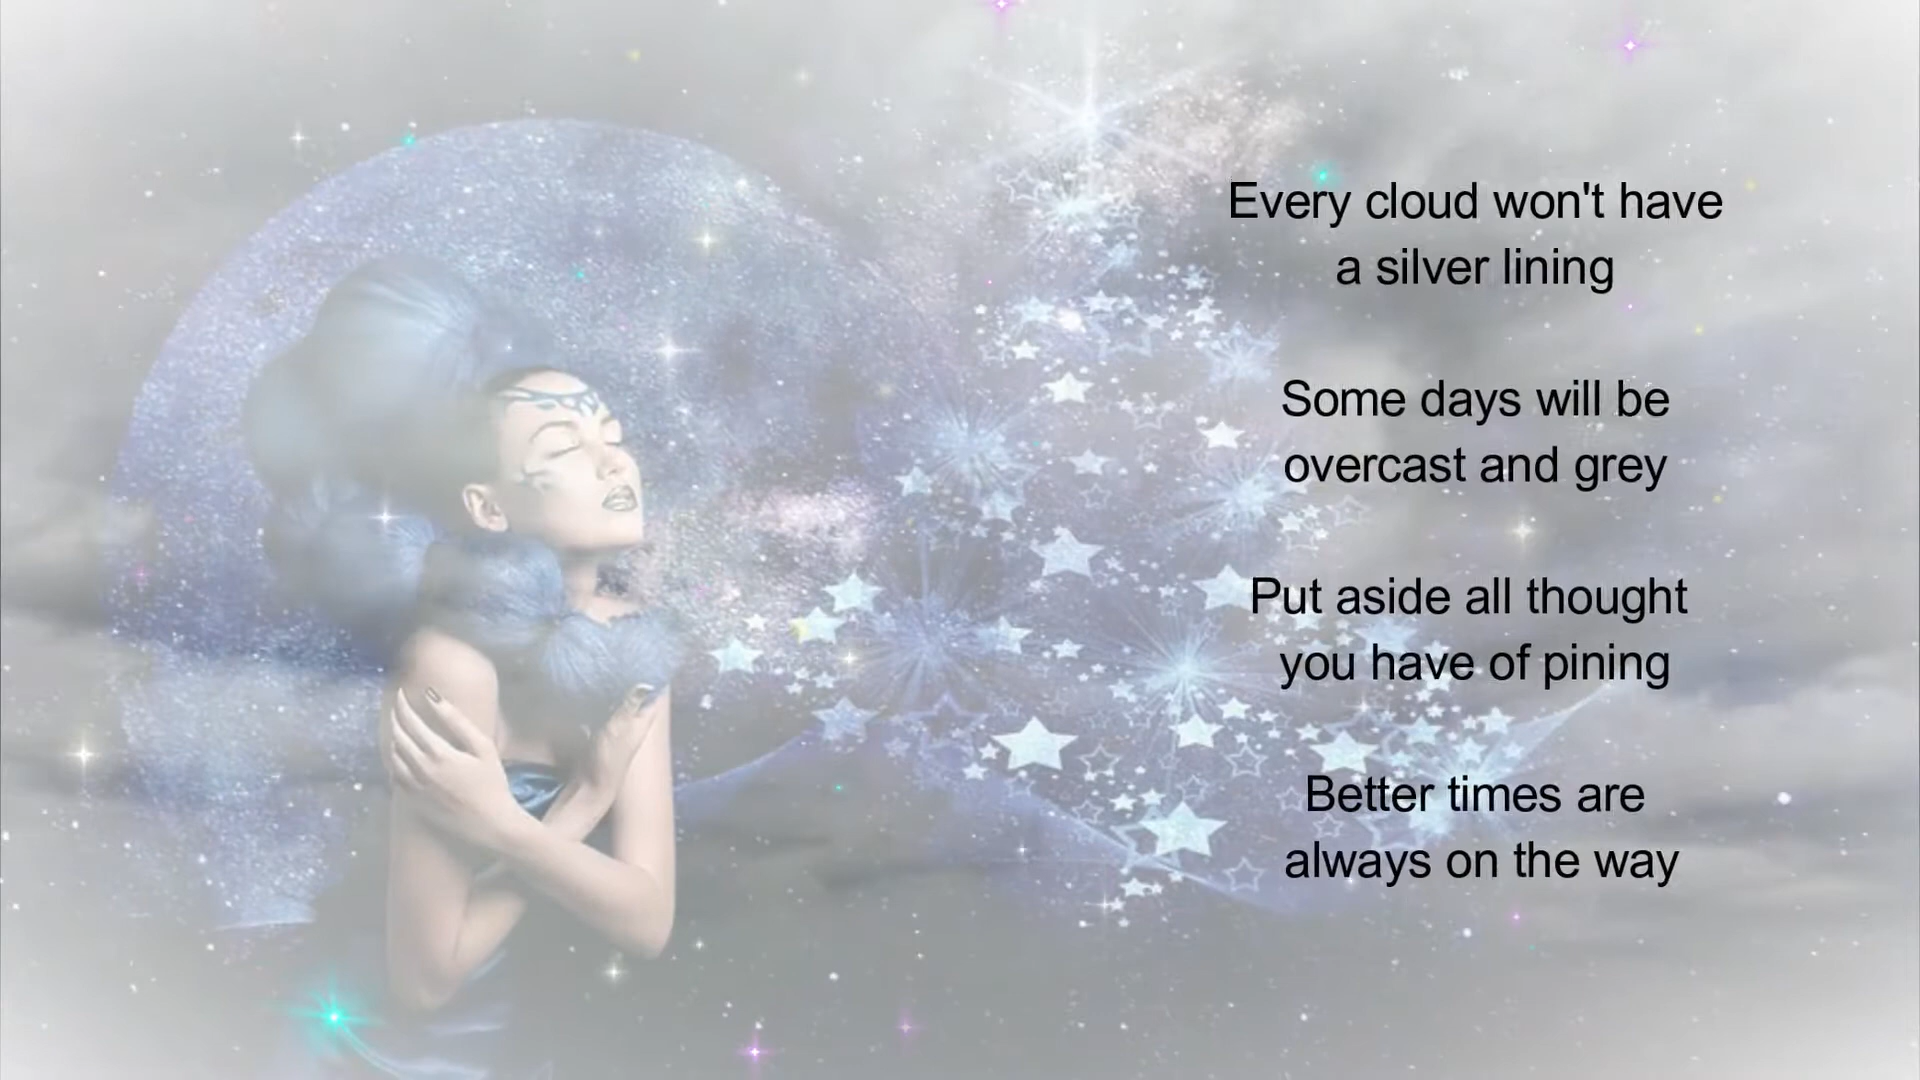 Every cloud won't have
a silver lining
Some days will be
overcast and grey
Put aside all thought
you have of pining
Better times are
always on the way